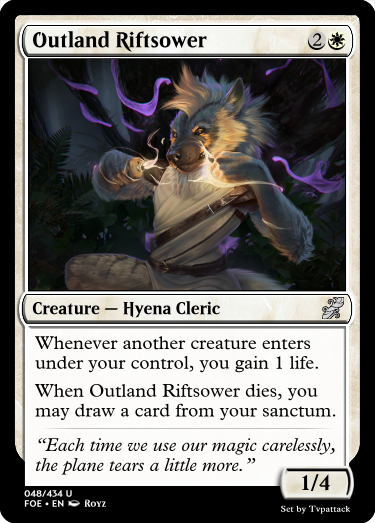 Outland Riftsower 2
Creature — Hyena Cleric
Whenever another creature enters
under your control, you gain 1 life.
When Outland Riftsower dies, you
may draw a card from your sanctum.
“Each time we use our magic carelessly,
the plane tears a little more.”
1/4
048/434 U
FOE • EN Royz
Set by Tvpattack